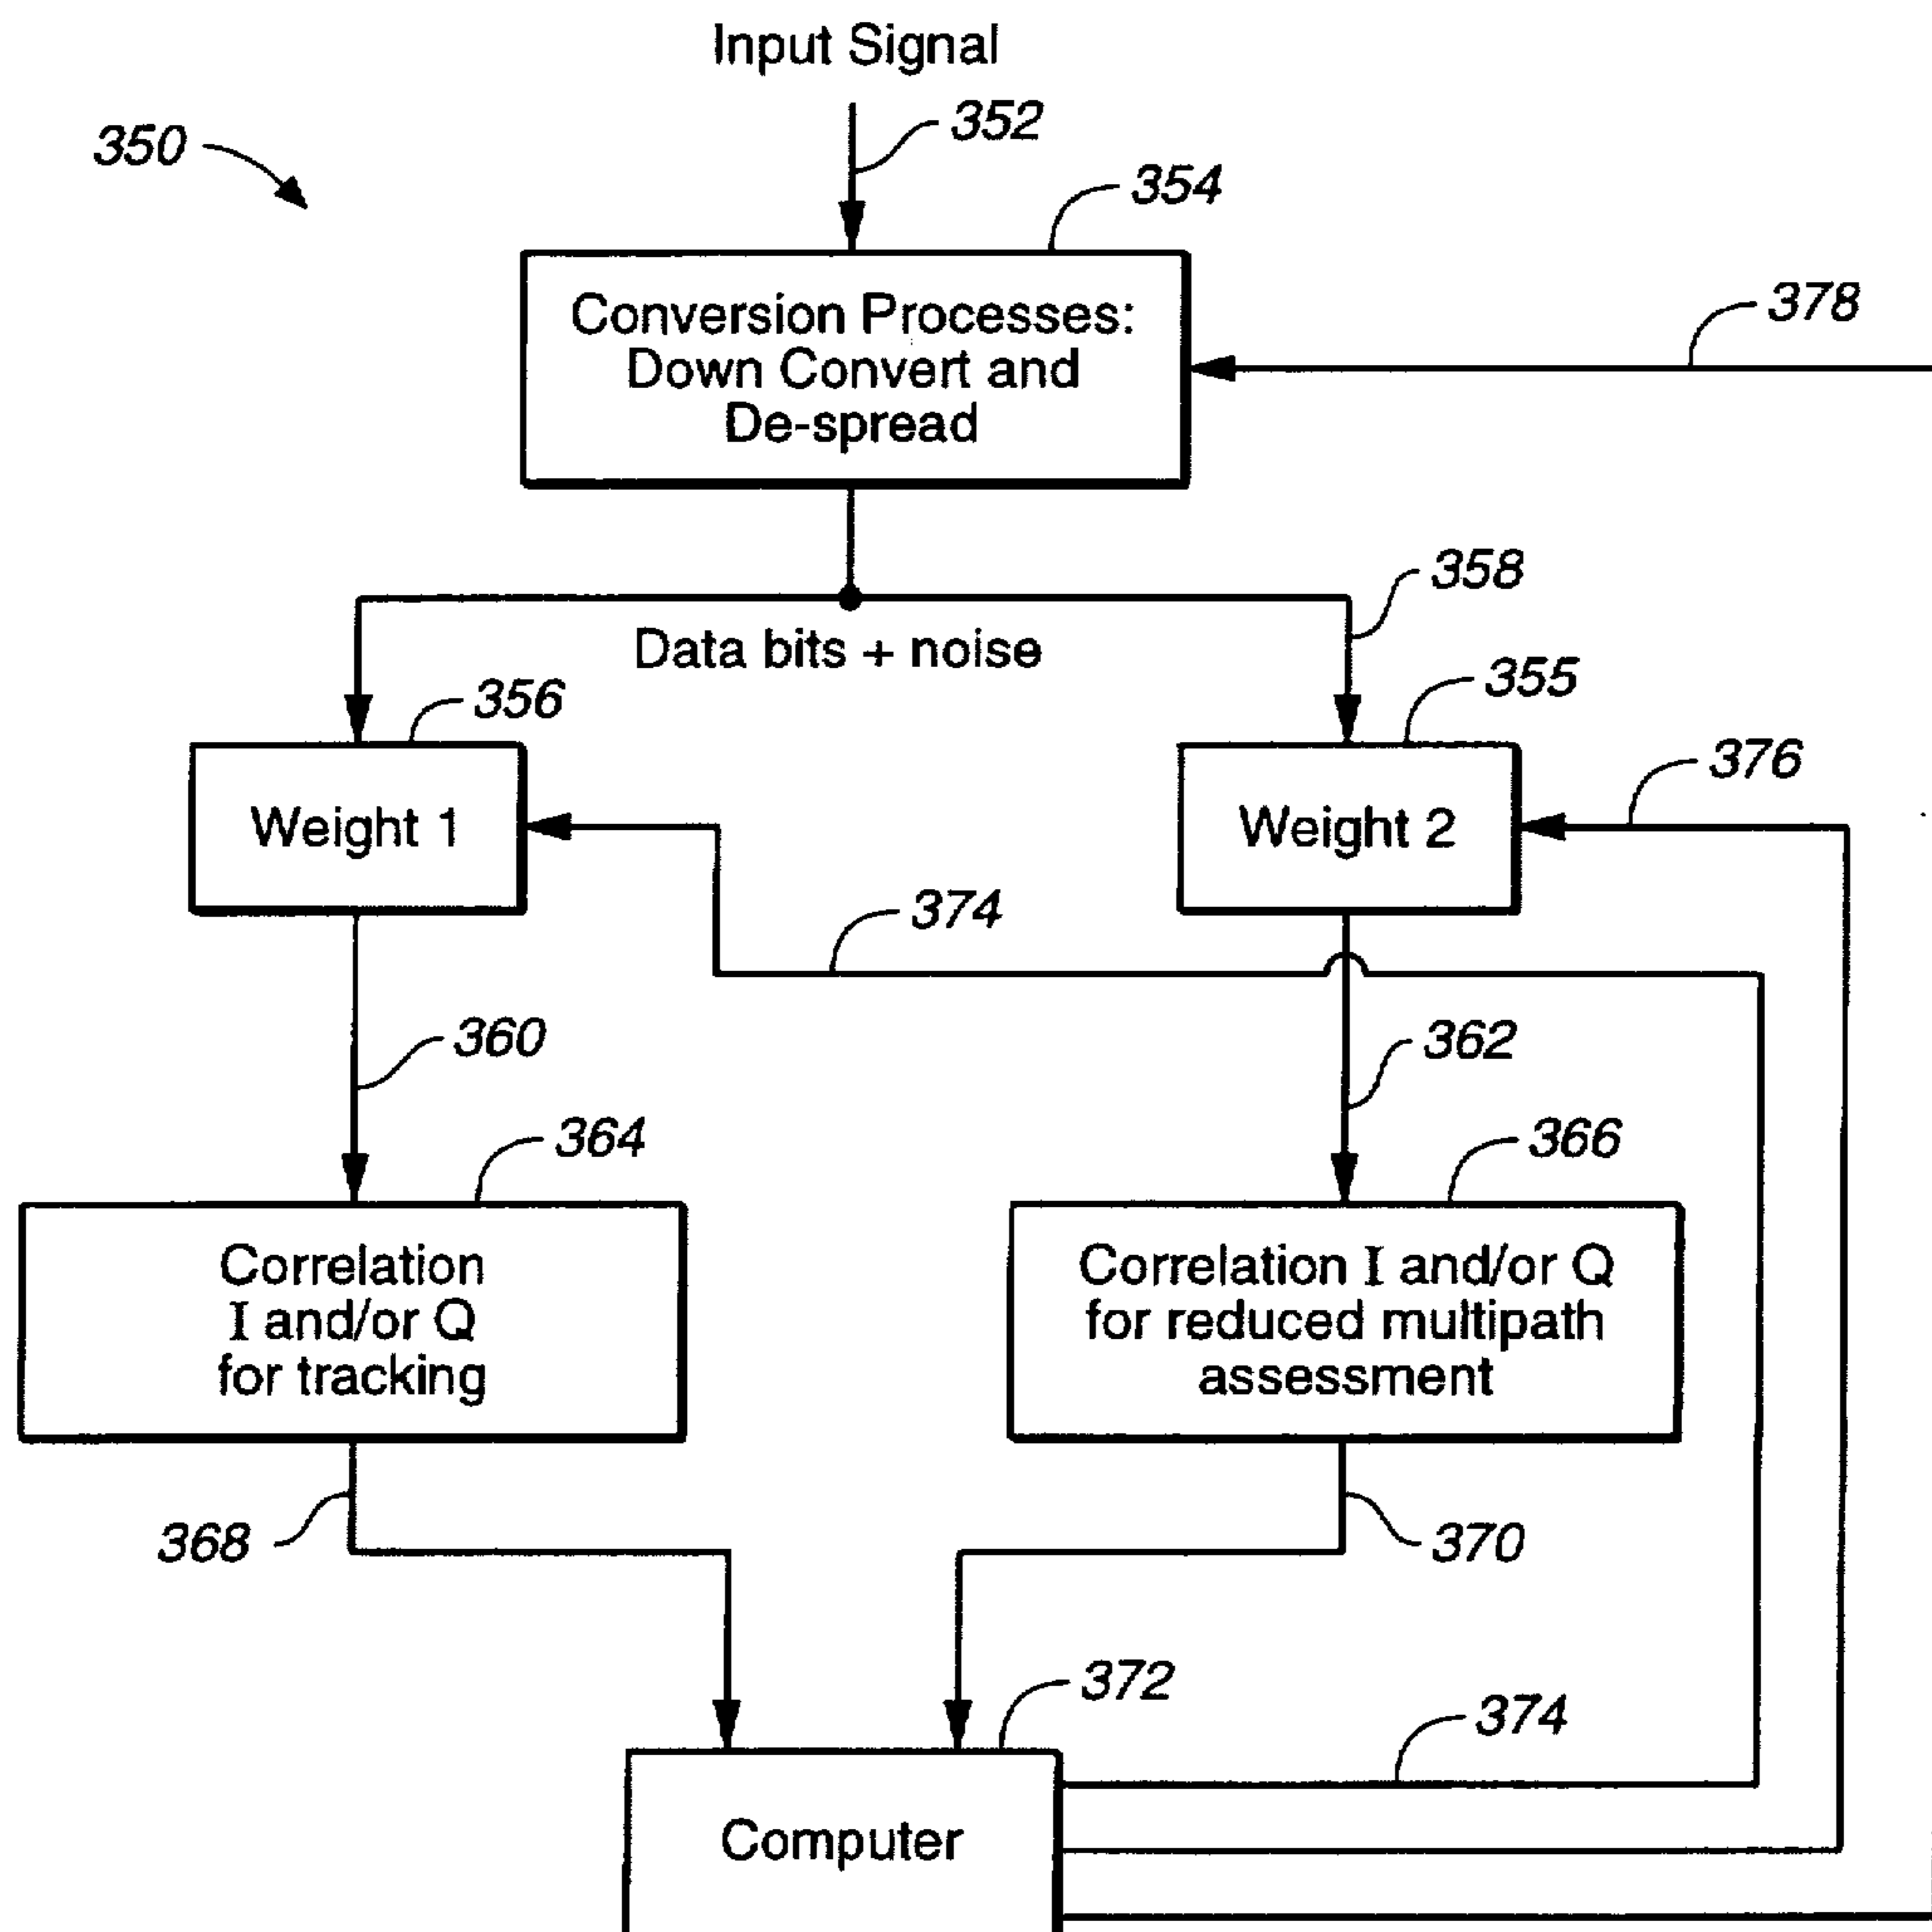 Input Signal
352
350
354
Conversion Processes:
Down Convert and
De-spread
378
358
Data bits + noise
356
355
Weight 1
Weight 2
376
374
360
362
364
366
Correlation
I and/or Q
for tracking
Correlation I and/or Q
for reduced multipath
assessment
368
370
372
374
Computer